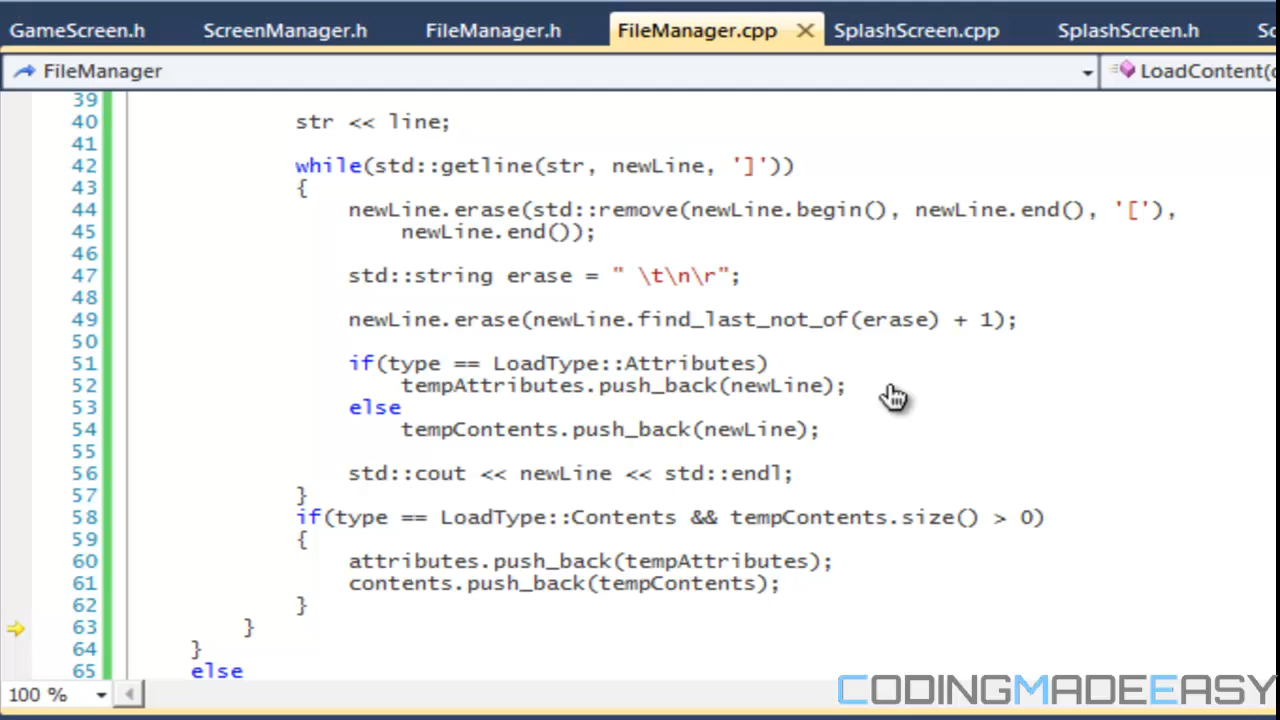 GameScreen.h ScreenManager.h FileManager.h FileManager.cpp SplashScreen.cpp SplashScreen.h Sc
FileManager LoadContent(c
39
40 str << line;
41
42 while(std::getline(str, newLine, ']'))
43 {
44 newLine.erase(std::remove(newLine.begin(), newLine.end(), '['),
45 newLine.end());
46
47 std::string erase = " \t\n\r";
48
49 newLine.erase(newLine.find_last_not_of(erase) + 1);
50
51 if(type == LoadType::Attributes)
52 tempAttributes.push_back(newLine);
53 else
54 tempContents.push_back(newLine);
55
56 std::cout << newLine << std::endl;
57 }
58 if(type == LoadType::Contents && tempContents.size() > 0)
59 {
60 attributes.push_back(tempAttributes);
61 contents.push_back(tempContents);
62 }
63 }
64 }
65 else
100 %
CODINGMADEEASY